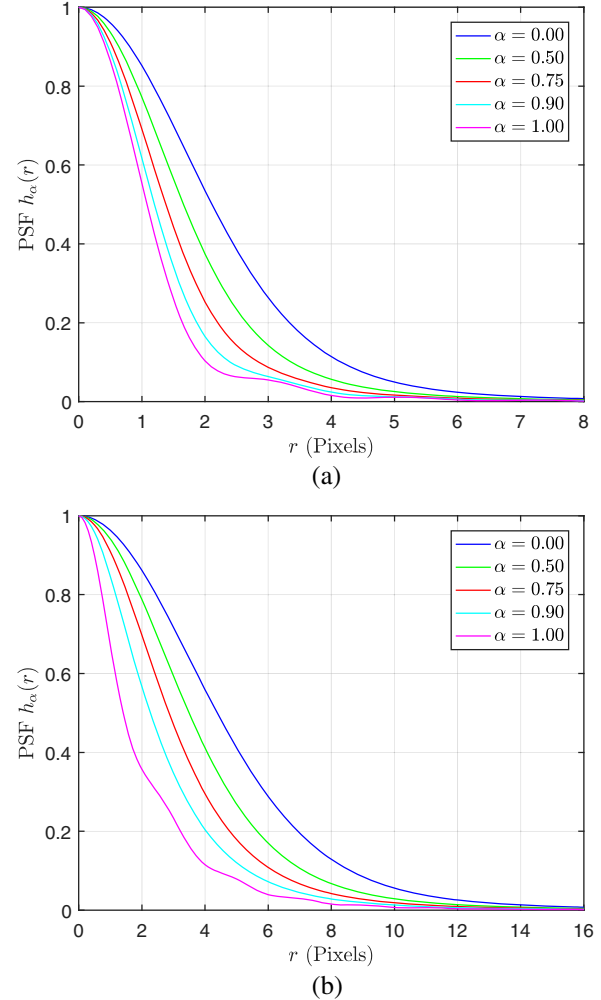 1
0.8
0.6
0.4
0.2
0
PSF hα(r)
α = 0.00
α = 0.50
α = 0.75
α = 0.90
α = 1.00
0 1 2 3 4 5 6 7 8
r (Pixels)
(a)
1
0.8
0.6
0.4
0.2
0
PSF hα(r)
α = 0.00
α = 0.50
α = 0.75
α = 0.90
α = 1.00
0 2 4 6 8 10 12 14 16
r (Pixels)
(b)